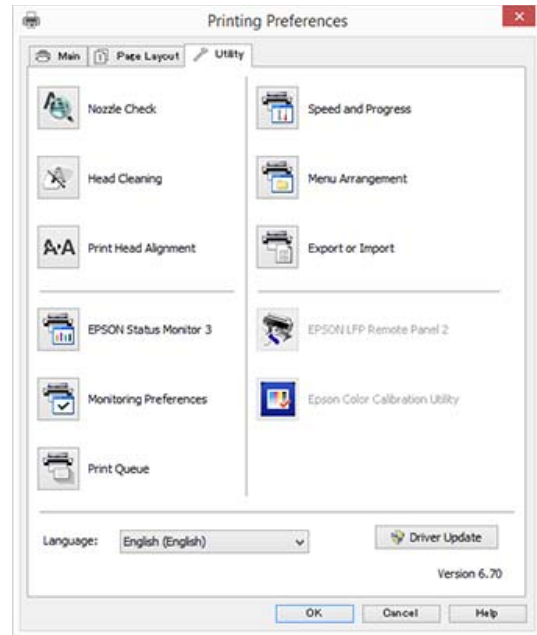 Printing Preferences
Main
Page Layout
Utility
Nozzle Check
Speed and Progress
Head Cleaning
Menu Arrangement
A·A
Print Head Alignment
Export or Import
EPSON Status Monitor 3
EPSON LFP Remote Panel 2
Monitoring Preferences
Epson Color Calibration Utility
Print Queue
Language:
English (English)
Driver Update
Version 6.70
OK
Cancel
Help